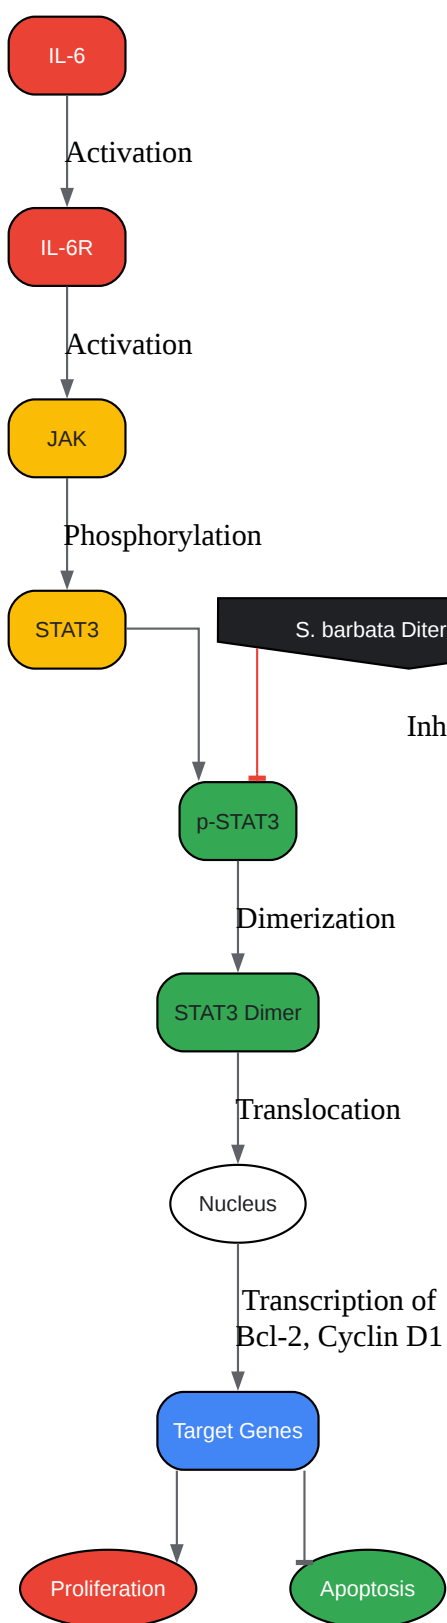 IL-6
Activation
IL-6R
Activation
JAK
Phosphorylation
STAT3
S. barbata Diter
Inh
p-STAT3
Dimerization
STAT3 Dimer
Translocation
Nucleus
Transcription of
Bcl-2, Cyclin D1
Target Genes
Proliferation
Apoptosis